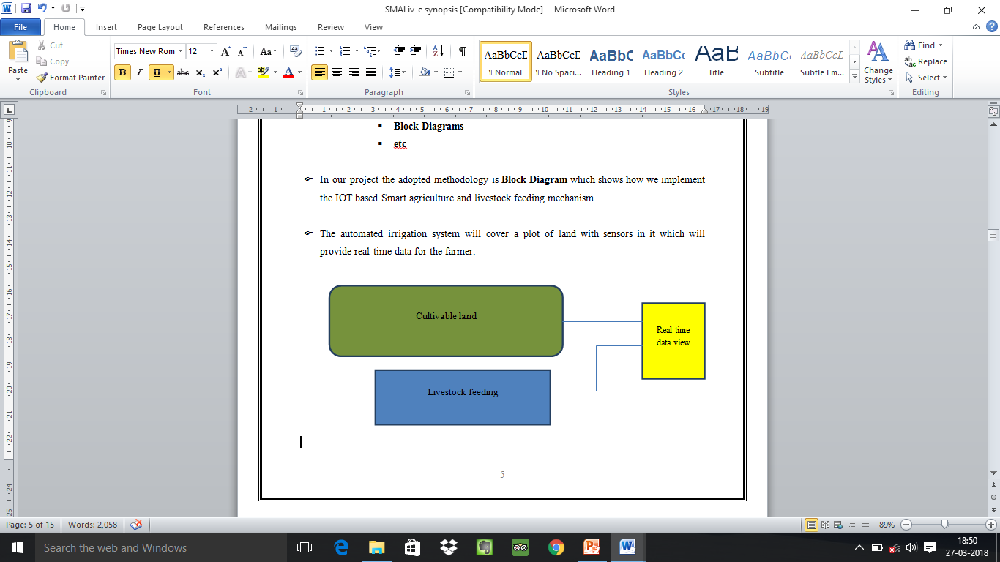 SMALiv-e synopsis [Compatibility Mode] - Microsoft Word
File Home Insert Page Layout References Mailings Review View
Paste
Cut
Copy
Format Painter
Clipboard
Times New Rom 12
B I U abc x₂ x² A ab A
Font
Paragraph
AaBbCcD AaBbCcI AaBbC AaBbCc AaB AaBbCc AaBbCcD
¶ Normal ¶ No Spaci... Heading 1 Heading 2 Title Subtitle Subtle Em...
Change
Styles
Styles
Find
Replace
Select
Editing
2 1 1 2 3 4 5 6 7 8 9 10 11 12 13 14 15 16 17 18 19
Block Diagrams
etc
In our project the adopted methodology is Block Diagram which shows how we implement
the IOT based Smart agriculture and livestock feeding mechanism.
The automated irrigation system will cover a plot of land with sensors in it which will
provide real-time data for the farmer.
Cultivable land
Real time
data view
Livestock feeding
5
Page: 5 of 15 Words: 2,058 89%
Search the web and Windows
18:50
27-03-2018